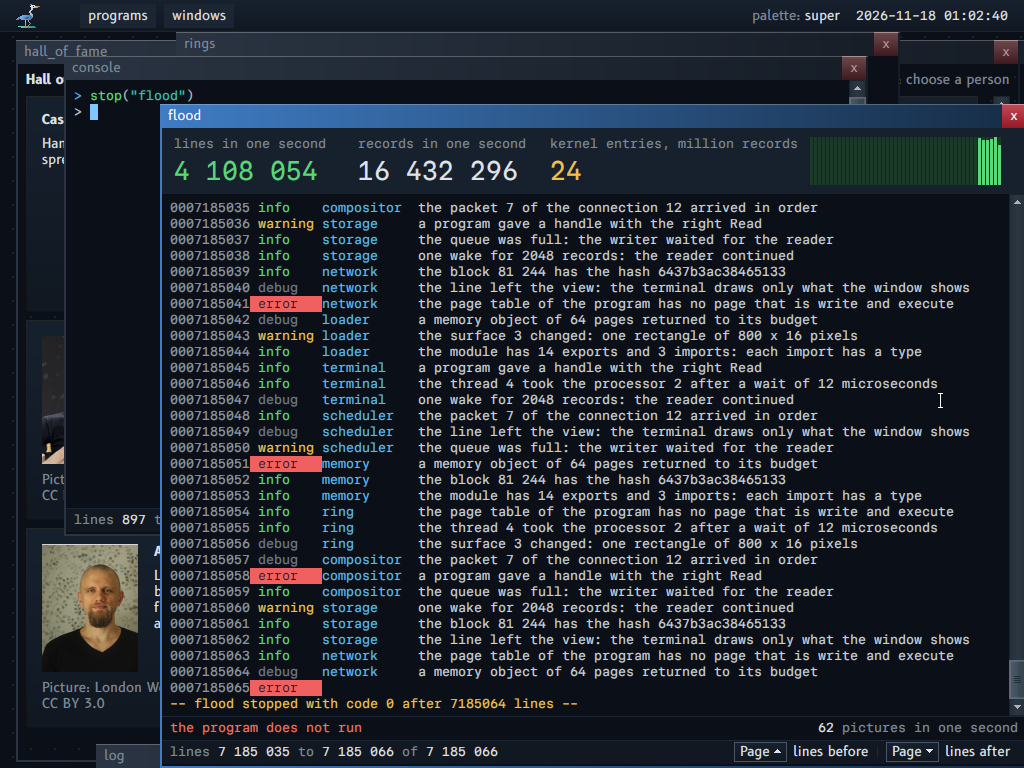 programs windows palette: super 2026-11-18 01:02:40
rings x
hall_of_fame x
console x
Hall o choose a person
> stop("flood")
>
flood x
Cas
Han
spre
lines in one second records in one second kernel entries, million records
4 108 054 16 432 296 24
0007185035 info compositor the packet 7 of the connection 12 arrived in order
0007185036 warning storage a program gave a handle with the right Read
0007185037 info storage the queue was full: the writer waited for the reader
0007185038 info storage one wake for 2048 records: the reader continued
0007185039 info network the block 81 244 has the hash 6437b3ac38465133
0007185040 debug network the line left the view: the terminal draws only what the window shows
0007185041 error network the page table of the program has no page that is write and execute
0007185042 debug loader a memory object of 64 pages returned to its budget
0007185043 warning loader the surface 3 changed: one rectangle of 800 x 16 pixels
0007185044 info loader the module has 14 exports and 3 imports: each import has a type
0007185045 info terminal a program gave a handle with the right Read
0007185046 info terminal the thread 4 took the processor 2 after a wait of 12 microseconds
0007185047 debug terminal one wake for 2048 records: the reader continued
0007185048 info scheduler the packet 7 of the connection 12 arrived in order
0007185049 debug scheduler the line left the view: the terminal draws only what the window shows
0007185050 warning scheduler the queue was full: the writer waited for the reader
0007185051 error memory a memory object of 64 pages returned to its budget
0007185052 info memory the block 81 244 has the hash 6437b3ac38465133
0007185053 info memory the module has 14 exports and 3 imports: each import has a type
0007185054 info ring the page table of the program has no page that is write and execute
0007185055 info ring the thread 4 took the processor 2 after a wait of 12 microseconds
0007185056 debug ring the surface 3 changed: one rectangle of 800 x 16 pixels
0007185057 debug compositor the packet 7 of the connection 12 arrived in order
0007185058 error compositor a program gave a handle with the right Read
0007185059 info compositor the queue was full: the writer waited for the reader
0007185060 warning storage one wake for 2048 records: the reader continued
0007185061 info storage the block 81 244 has the hash 6437b3ac38465133
0007185062 info storage the line left the view: the terminal draws only what the window shows
0007185063 info network the page table of the program has no page that is write and execute
0007185064 debug network a memory object of 64 pages returned to its budget
0007185065 error
-- flood stopped with code 0 after 7185064 lines --
the program does not run 62 pictures in one second
lines 7 185 035 to 7 185 066 of 7 185 066 Page lines before Page lines after
Pict
CC
lines 897 t
A
L
b
f
a
Picture: London W
CC BY 3.0
log